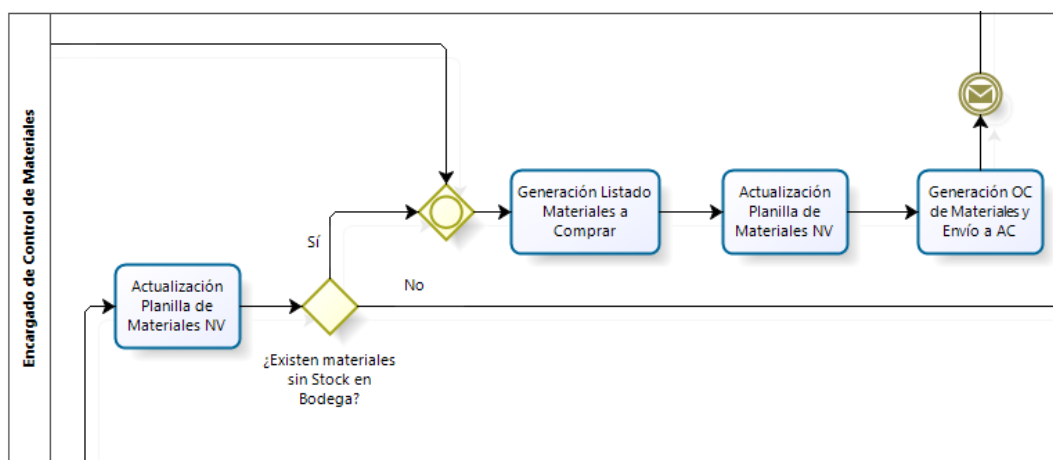 Encargado de Control de Materiales
Generación Listado
Materiales a
Comprar
Actualización
Planilla de
Materiales NV
Generación OC
de Materiales y
Envío a AC
Sí
No
Actualización
Planilla de
Materiales NV
¿Existen materiales
sin Stock en
Bodega?